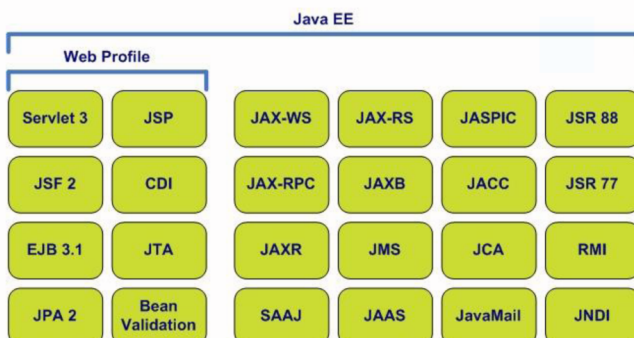 Java EE
Web Profile
Servlet 3 JSP JAX-WS JAX-RS JASPIC JSR 88
JSF 2 CDI JAX-RPC JAXB JACC JSR 77
EJB 3.1 JTA JAXR JMS JCA RMI
JPA 2 Bean Validation SAAJ JAAS JavaMail JNDI